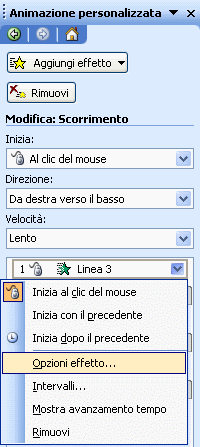 Animazione personalizzata
Aggiungi effetto
Rimuovi
Modifica: Scorrimento
Inizia:
Al clic del mouse
Direzione:
Da destra verso il basso
Velocità:
Lento
1 Linea 3
Inizia al clic del mouse
Inizia con il precedente
Inizia dopo il precedente
Opzioni effetto...
Intervalli...
Mostra avanzamento tempo
Rimuovi